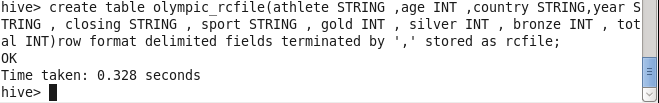 hive> create table olympic_rcfile(athlete STRING ,age INT ,country STRING,year S
TRING , closing STRING , sport STRING , gold INT , silver INT , bronze INT , tot
al INT)row format delimited fields terminated by ',' stored as rcfile;
OK
Time taken: 0.328 seconds
hive>